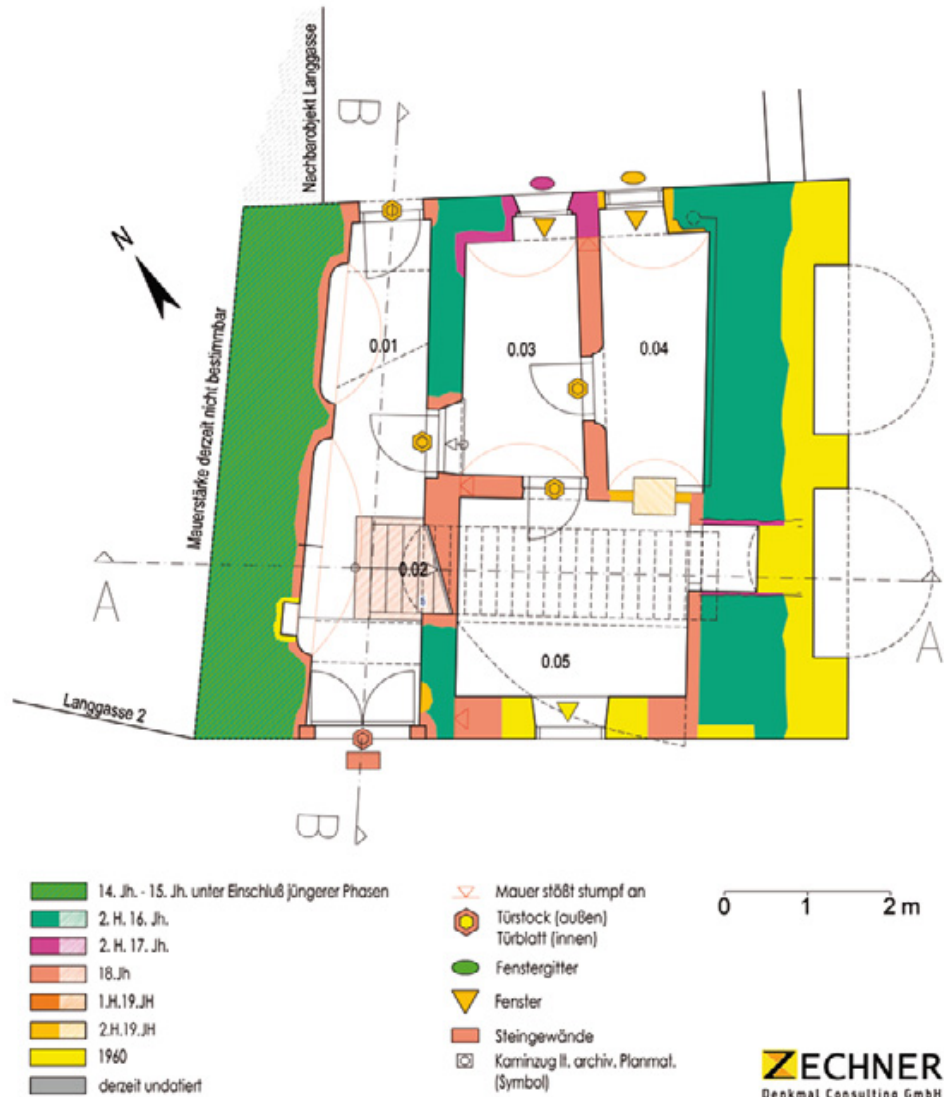 Nachbarobjekt Langgasse
B
N
0.01
0.03
0.04
Mauerstärke derzeit nicht bestimmbar
A
0.02
A
0.05
Langgasse 2
B
14. Jh. - 15. Jh. unter Einschluß jüngerer Phasen
2. H. 16. Jh.
2. H. 17. Jh.
18.Jh
1.H.19.JH
2.H.19.JH
1960
derzeit undatiert
Mauer stößt stumpf an
Türstock (außen)
Türblatt (innen)
Fenstergitter
Fenster
Steingewände
Kaminzug lt. archiv. Planmat.
(Symbol)
0 1 2 m
ZECHNER
Denkmal Consulting GmbH